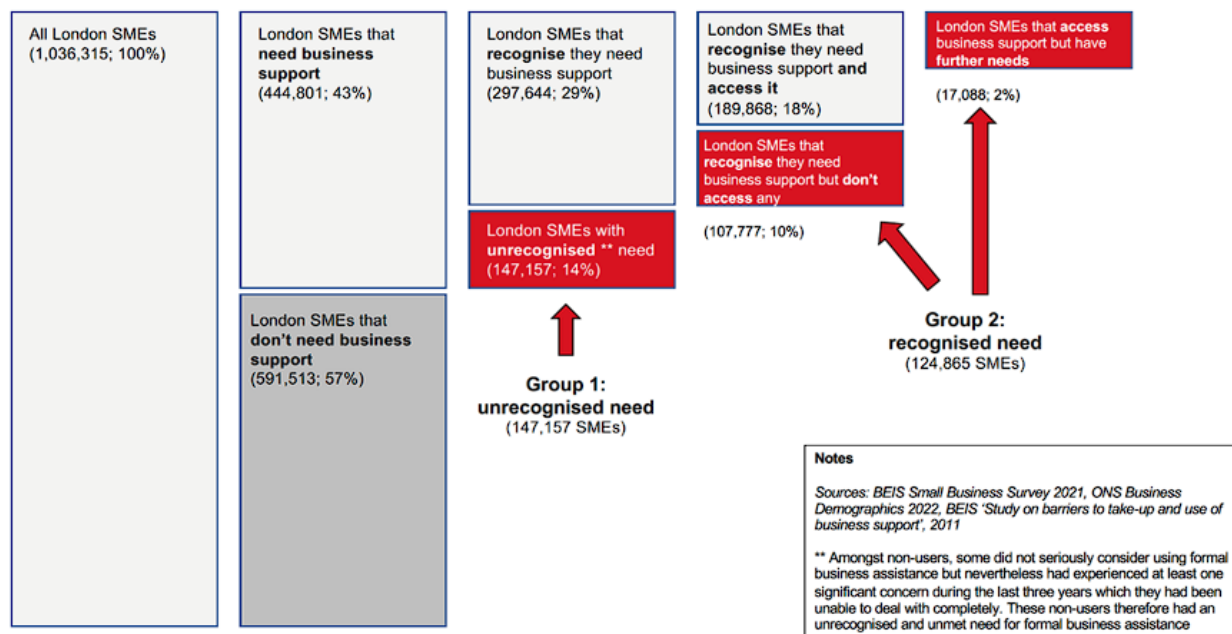 All London SMEs
(1,036,315; 100%)
London SMEs that
need business
support
(444,801; 43%)
London SMEs that
don't need business
support
(591,513; 57%)
London SMEs that
recognise they need
business support
(297,644; 29%)
London SMEs with
unrecognised ** need
(147,157; 14%)
Group 1:
unrecognised need
(147,157 SMEs)
London SMEs that
recognise they need
business support and
access it
(189,868; 18%)
London SMEs that
recognise they need
business support but don't
access any
(107,777; 10%)
London SMEs that access
business support but have
further needs
(17,088; 2%)
Group 2:
recognised need
(124,865 SMEs)
Notes
Sources: BEIS Small Business Survey 2021, ONS Business
Demographics 2022, BEIS 'Study on barriers to take-up and use of
business support', 2011
** Amongst non-users, some did not seriously consider using formal
business assistance but nevertheless had experienced at least one
significant concern during the last three years which they had been
unable to deal with completely. These non-users therefore had an
unrecognised and unmet need for formal business assistance